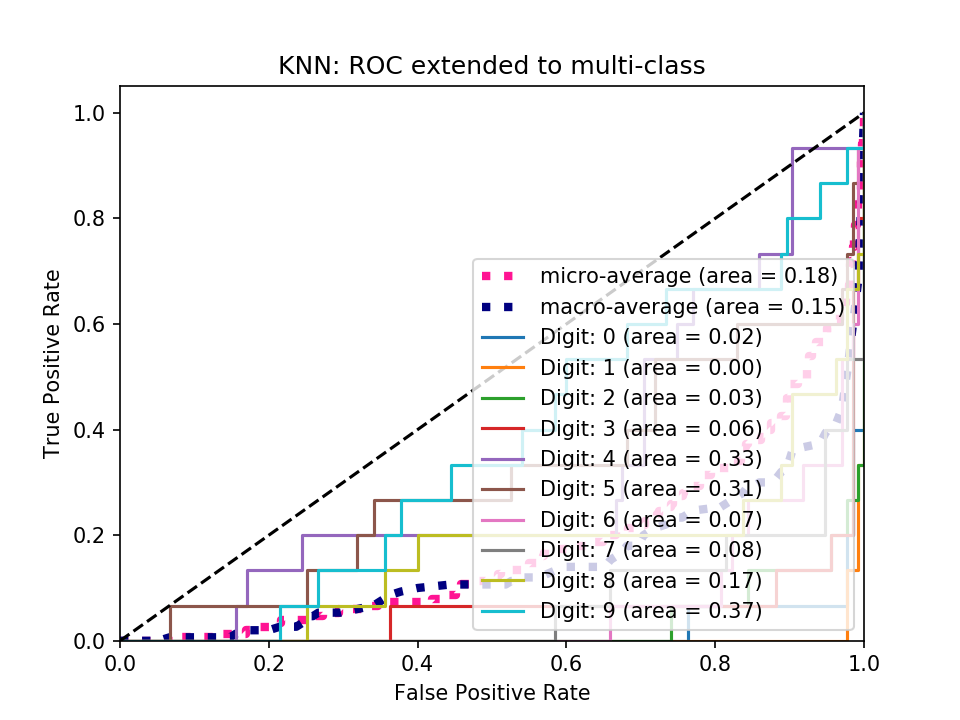 KNN: ROC extended to multi-class
True Positive Rate
1.0
0.8
0.6
0.4
0.2
0.0
micro-average (area = 0.18)
macro-average (area = 0.15)
Digit: 0 (area = 0.02)
Digit: 1 (area = 0.00)
Digit: 2 (area = 0.03)
Digit: 3 (area = 0.06)
Digit: 4 (area = 0.33)
Digit: 5 (area = 0.31)
Digit: 6 (area = 0.07)
Digit: 7 (area = 0.08)
Digit: 8 (area = 0.17)
Digit: 9 (area = 0.37)
0.0 0.2 0.4 0.6 0.8 1.0
False Positive Rate